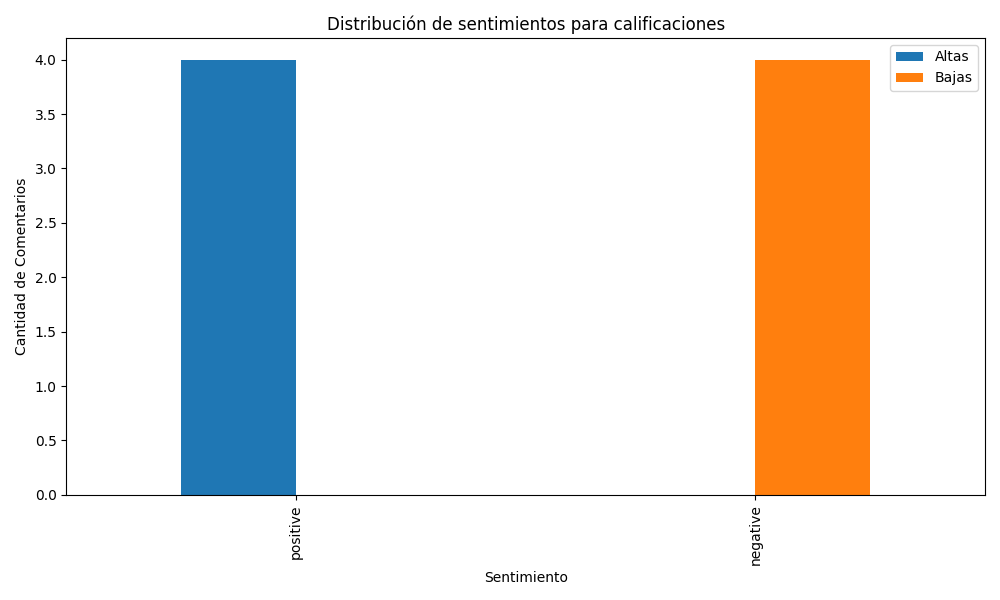 Distribución de sentimientos para calificaciones
Altas
Bajas
Cantidad de Comentarios
4.0
3.5
3.0
2.5
2.0
1.5
1.0
0.5
0.0
positive
negative
Sentimiento